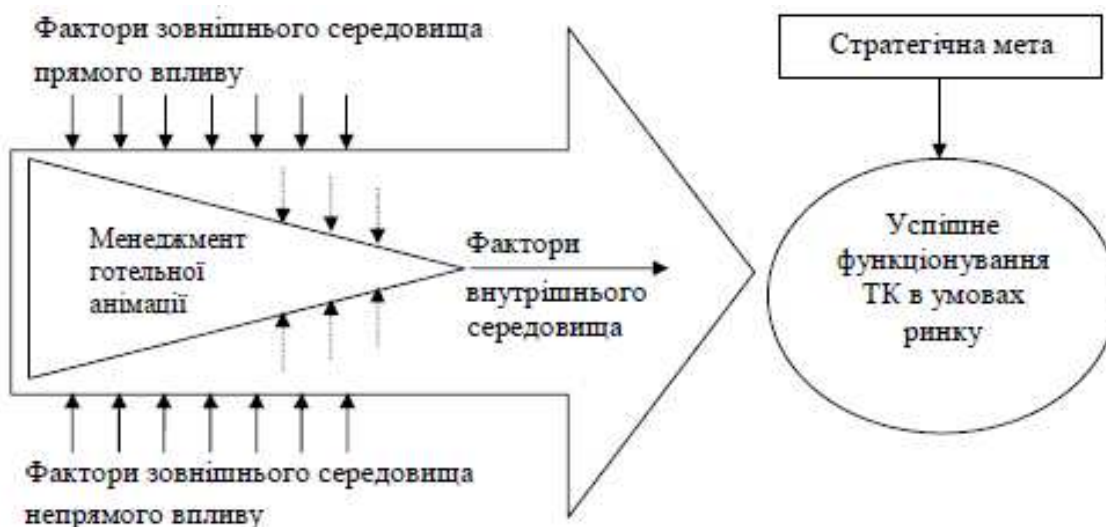 Фактори зовнішнього середовища
прямого впливу
Стратегічна мета
Менеджмент
готельної
анімації
Фактори
внутрішнього
середовища
Успішне
функціонування
ТК в умовах
ринку
Фактори зовнішнього середовища
непрямого впливу